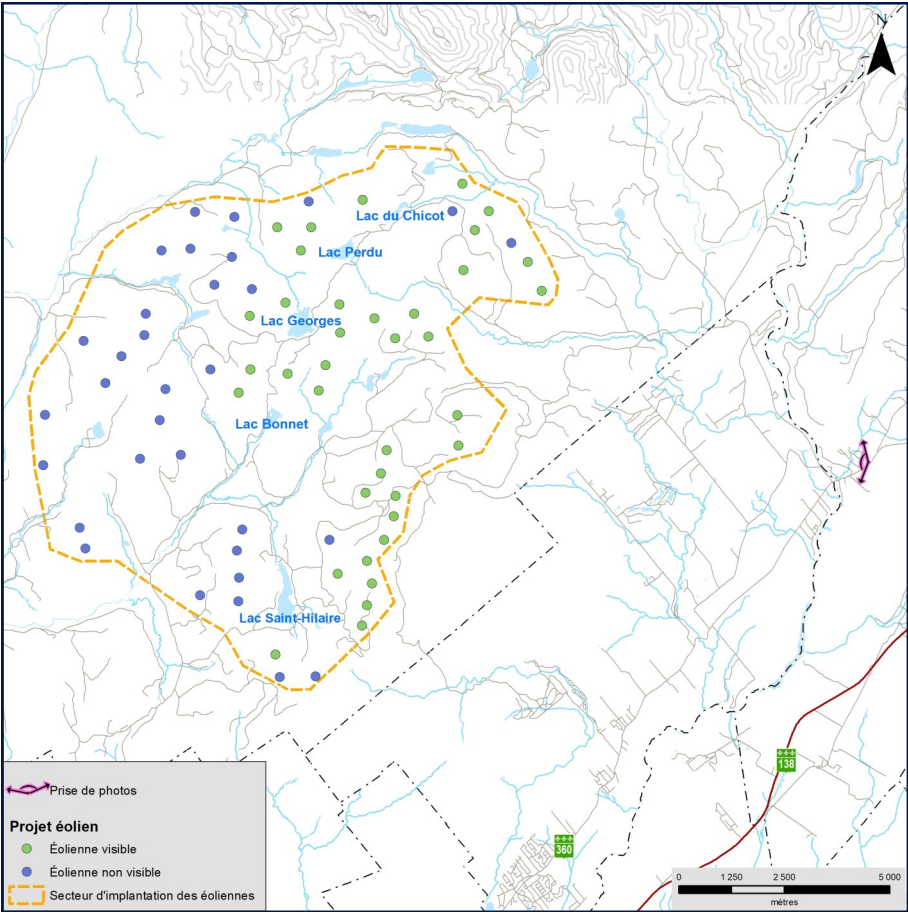 N
Lac du Chicot
Lac Perdu
Lac Georges
Lac Bonnet
Lac Saint-Hilaire
138
360
Prise de photos
Projet éolien
Éolienne visible
Éolienne non visible
Secteur d'implantation des éoliennes
0 1 250 2 500 5 000
mètres